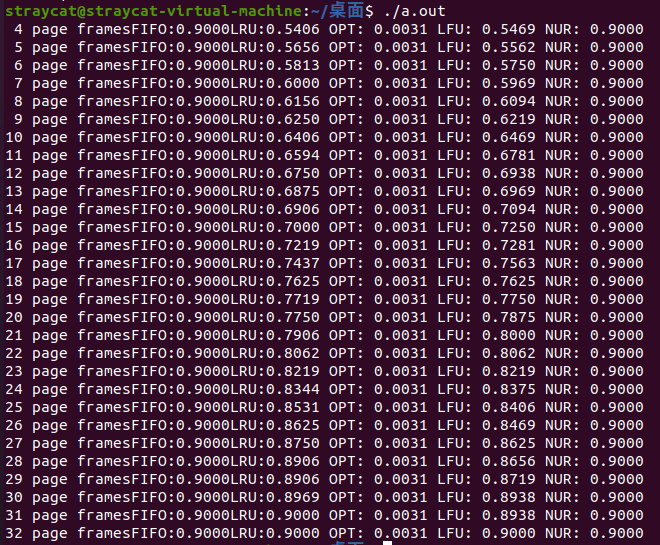 straycat@straycat-virtual-machine:~/桌面$ ./a.out
4 page framesFIFO:0.9000LRU:0.5406 OPT: 0.0031 LFU: 0.5469 NUR: 0.9000
5 page framesFIFO:0.9000LRU:0.5656 OPT: 0.0031 LFU: 0.5562 NUR: 0.9000
6 page framesFIFO:0.9000LRU:0.5813 OPT: 0.0031 LFU: 0.5750 NUR: 0.9000
7 page framesFIFO:0.9000LRU:0.6000 OPT: 0.0031 LFU: 0.5969 NUR: 0.9000
8 page framesFIFO:0.9000LRU:0.6156 OPT: 0.0031 LFU: 0.6094 NUR: 0.9000
9 page framesFIFO:0.9000LRU:0.6250 OPT: 0.0031 LFU: 0.6219 NUR: 0.9000
10 page framesFIFO:0.9000LRU:0.6406 OPT: 0.0031 LFU: 0.6469 NUR: 0.9000
11 page framesFIFO:0.9000LRU:0.6594 OPT: 0.0031 LFU: 0.6781 NUR: 0.9000
12 page framesFIFO:0.9000LRU:0.6750 OPT: 0.0031 LFU: 0.6938 NUR: 0.9000
13 page framesFIFO:0.9000LRU:0.6875 OPT: 0.0031 LFU: 0.6969 NUR: 0.9000
14 page framesFIFO:0.9000LRU:0.6906 OPT: 0.0031 LFU: 0.7094 NUR: 0.9000
15 page framesFIFO:0.9000LRU:0.7000 OPT: 0.0031 LFU: 0.7250 NUR: 0.9000
16 page framesFIFO:0.9000LRU:0.7219 OPT: 0.0031 LFU: 0.7281 NUR: 0.9000
17 page framesFIFO:0.9000LRU:0.7437 OPT: 0.0031 LFU: 0.7563 NUR: 0.9000
18 page framesFIFO:0.9000LRU:0.7625 OPT: 0.0031 LFU: 0.7625 NUR: 0.9000
19 page framesFIFO:0.9000LRU:0.7719 OPT: 0.0031 LFU: 0.7750 NUR: 0.9000
20 page framesFIFO:0.9000LRU:0.7750 OPT: 0.0031 LFU: 0.7875 NUR: 0.9000
21 page framesFIFO:0.9000LRU:0.7906 OPT: 0.0031 LFU: 0.8000 NUR: 0.9000
22 page framesFIFO:0.9000LRU:0.8062 OPT: 0.0031 LFU: 0.8062 NUR: 0.9000
23 page framesFIFO:0.9000LRU:0.8219 OPT: 0.0031 LFU: 0.8219 NUR: 0.9000
24 page framesFIFO:0.9000LRU:0.8344 OPT: 0.0031 LFU: 0.8375 NUR: 0.9000
25 page framesFIFO:0.9000LRU:0.8531 OPT: 0.0031 LFU: 0.8406 NUR: 0.9000
26 page framesFIFO:0.9000LRU:0.8625 OPT: 0.0031 LFU: 0.8469 NUR: 0.9000
27 page framesFIFO:0.9000LRU:0.8750 OPT: 0.0031 LFU: 0.8625 NUR: 0.9000
28 page framesFIFO:0.9000LRU:0.8906 OPT: 0.0031 LFU: 0.8656 NUR: 0.9000
29 page framesFIFO:0.9000LRU:0.8906 OPT: 0.0031 LFU: 0.8719 NUR: 0.9000
30 page framesFIFO:0.9000LRU:0.8969 OPT: 0.0031 LFU: 0.8938 NUR: 0.9000
31 page framesFIFO:0.9000LRU:0.9000 OPT: 0.0031 LFU: 0.8938 NUR: 0.9000
32 page framesFIFO:0.9000LRU:0.9000 OPT: 0.0031 LFU: 0.9000 NUR: 0.9000